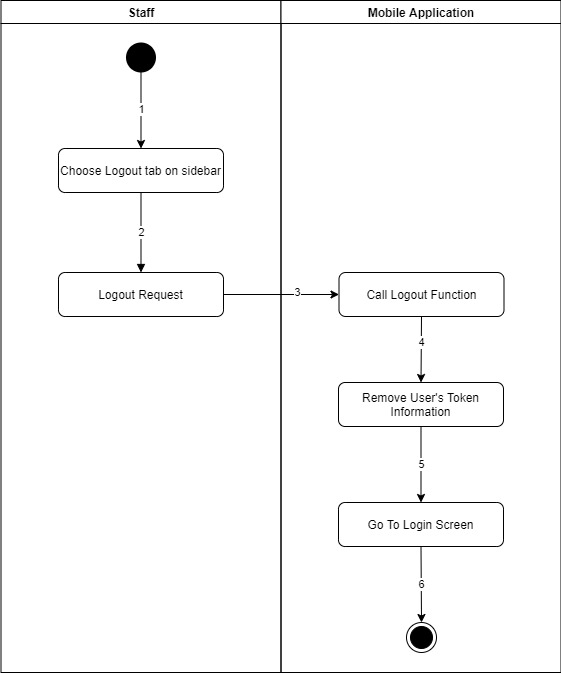 Staff
Mobile Application
1
Choose Logout tab on sidebar
2
Logout Request
3
Call Logout Function
4
Remove User's Token
Information
5
Go To Login Screen
6